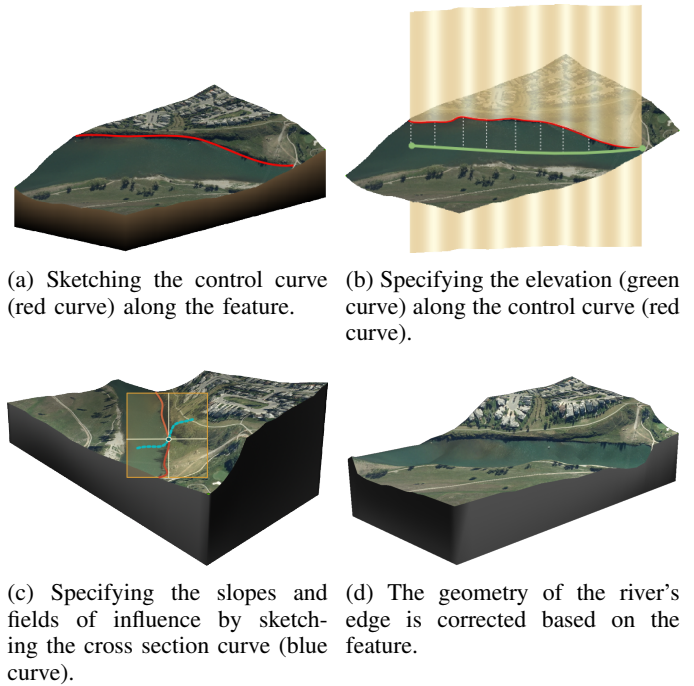 (a) Sketching the control curve
(red curve) along the feature.
(b) Specifying the elevation (green
curve) along the control curve (red
curve).
(c) Specifying the slopes and
fields of influence by sketch-
ing the cross section curve (blue
curve).
(d) The geometry of the river's
edge is corrected based on the
feature.